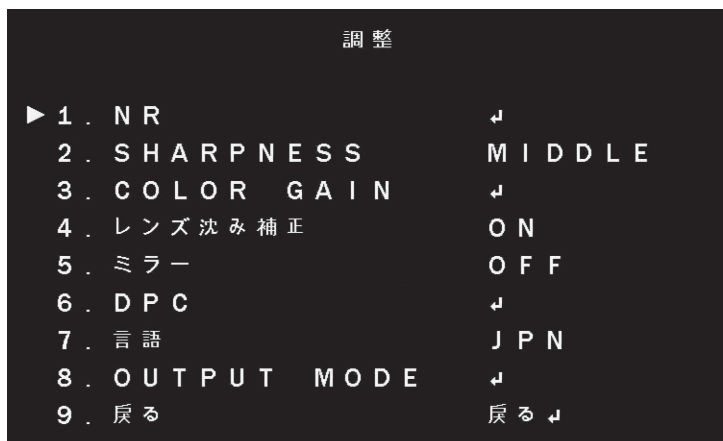 調整
▶1. NR ↲
2. SHARPNESS MIDDLE
3. COLOR GAIN ↲
4. レンズ沈み補正 ON
5. ミラー OFF
6. DPC ↲
7. 言語 JPN
8. OUTPUT MODE ↲
9. 戻る 戻る↲